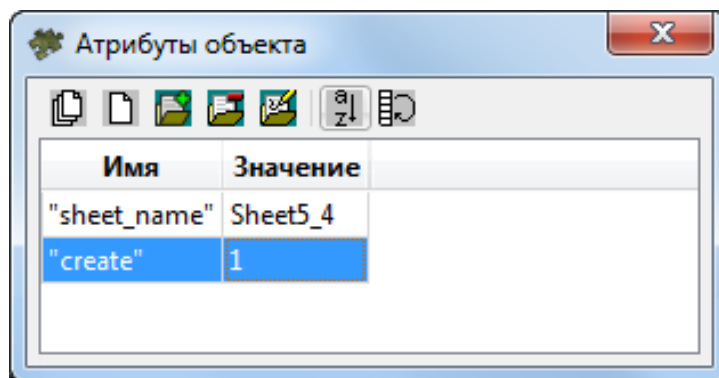 Атрибуты объекта
a
z
Имя Значение
"sheet_name" Sheet5_4
"create" 1